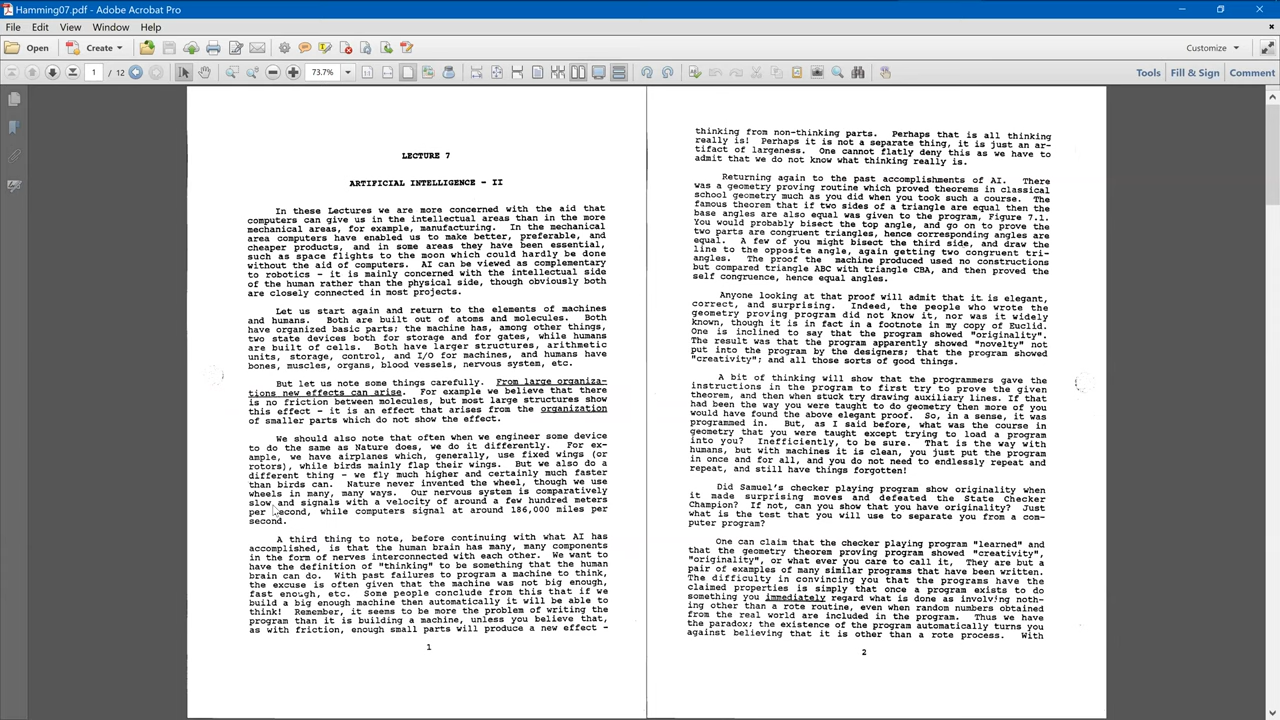 Hamming07.pdf - Adobe Acrobat Pro
File Edit View Window Help
Open Create Customize
1 / 12 73.7% Tools Fill & Sign Comment
LECTURE 7
ARTIFICIAL INTELLIGENCE - II
In these Lectures we are more concerned with the aid that
computers can give us in the intellectual areas than in the more
mechanical areas, for example, manufacturing. In the mechanical
area computers have enabled us to make better, preferable, and
cheaper products, and in some areas they have been essential,
such as space flights to the moon which could hardly be done
without the aid of computers. AI can be viewed as complementary
to robotics - it is mainly concerned with the intellectual side
of the human rather than the physical side, though obviously both
are closely connected in most projects.
Let us start again and return to the elements of machines
and humans. Both are built out of atoms and molecules. Both
have organized basic parts; the machine has, among other things,
two state devices both for storage and for gates, while humans
are built of cells. Both have larger structures, arithmetic
units, storage, control, and I/O for machines, and humans have
bones, muscles, organs, blood vessels, nervous system, etc.
But let us note some things carefully. From large organiza-
tions new effects can arise. For example we believe that there
is no friction between molecules, but most large structures show
this effect - it is an effect that arises from the organization
of smaller parts which do not show the effect.
We should also note that often when we engineer some device
to do the same as Nature does, we do it differently. For ex-
ample, we have airplanes which, generally, use fixed wings (or
rotors), while birds mainly flap their wings. But we also do a
different thing - we fly much higher and certainly much faster
than birds can. Nature never invented the wheel, though we use
wheels in many, many ways. Our nervous system is comparatively
slow and signals with a velocity of around a few hundred meters
per second, while computers signal at around 186,000 miles per
second.
A third thing to note, before continuing with what AI has
accomplished, is that the human brain has many, many components
in the form of nerves interconnected with each other. We want to
have the definition of "thinking" to be something that the human
brain can do. With past failures to program a machine to think,
the excuse is often given that the machine was not big enough,
fast enough, etc. Some people conclude from this that if we
build a big enough machine then automatically it will be able to
think! Remember, it seems to be more the problem of writing the
program than it is building a machine, unless you believe that,
as with friction, enough small parts will produce a new effect -
1
thinking from non-thinking parts. Perhaps that is all thinking
really is! Perhaps it is not a separate thing, it is just an ar-
tifact of largeness. One cannot flatly deny this as we have to
admit that we do not know what thinking really is.
Returning again to the past accomplishments of AI. There
was a geometry proving routine which proved theorems in classical
school geometry much as you did when you took such a course. The
famous theorem that if two sides of a triangle are equal then the
base angles are also equal was given to the program, Figure 7.1.
You would probably bisect the top angle, and go on to prove the
two parts are congruent triangles, hence corresponding angles are
equal. A few of you might bisect the third side, and draw the
line to the opposite angle, again getting two congruent tri-
angles. The proof the machine produced used no constructions
but compared triangle ABC with triangle CBA, and then proved the
self congruence, hence equal angles.
Anyone looking at that proof will admit that it is elegant,
correct, and surprising. Indeed, the people who wrote the
geometry proving program did not know it, nor was it widely
known, though it is in fact in a footnote in my copy of Euclid.
One is inclined to say that the program showed "originality".
The result was that the program apparently showed "novelty" not
put into the program by the designers; that the program showed
"creativity"; and all those sorts of good things.
A bit of thinking will show that the programmers gave the
instructions in the program to first try to prove the given
theorem, and then when stuck try drawing auxiliary lines. If that
had been the way you were taught to do geometry then more of you
would have found the above elegant proof. So, in a sense, it was
programmed in. But, as I said before, what was the course in
geometry that you were taught except trying to load a program
into you? Inefficiently, to be sure. That is the way with
humans, but with machines it is clean, you just put the program
in once and for all, and you do not need to endlessly repeat and
repeat, and still have things forgotten!
Did Samuel's checker playing program show originality when
it made surprising moves and defeated the State Checker
Champion? If not, can you show that you have originality? Just
what is the test that you will use to separate you from a com-
puter program?
One can claim that the checker playing program "learned" and
that the geometry theorem proving program showed "creativity",
"originality", or what ever you care to call it, They are but a
pair of examples of many similar programs that have been written.
The difficulty in convincing you that the programs have the
claimed properties is simply that once a program exists to do
something you immediately regard what is done as involving noth-
ing other than a rote routine, even when random numbers obtained
from the real world are included in the program. Thus we have
the paradox; the existence of the program automatically turns you
against believing that it is other than a rote process. With
2